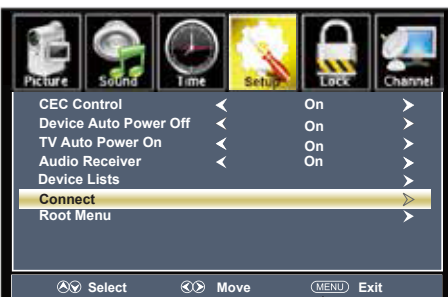 Picture Sound Time Setup Lock Channel
CEC Control On
Device Auto Power Off On
TV Auto Power On On
Audio Receiver On
Device Lists
Connect
Root Menu
Select Move MENU Exit